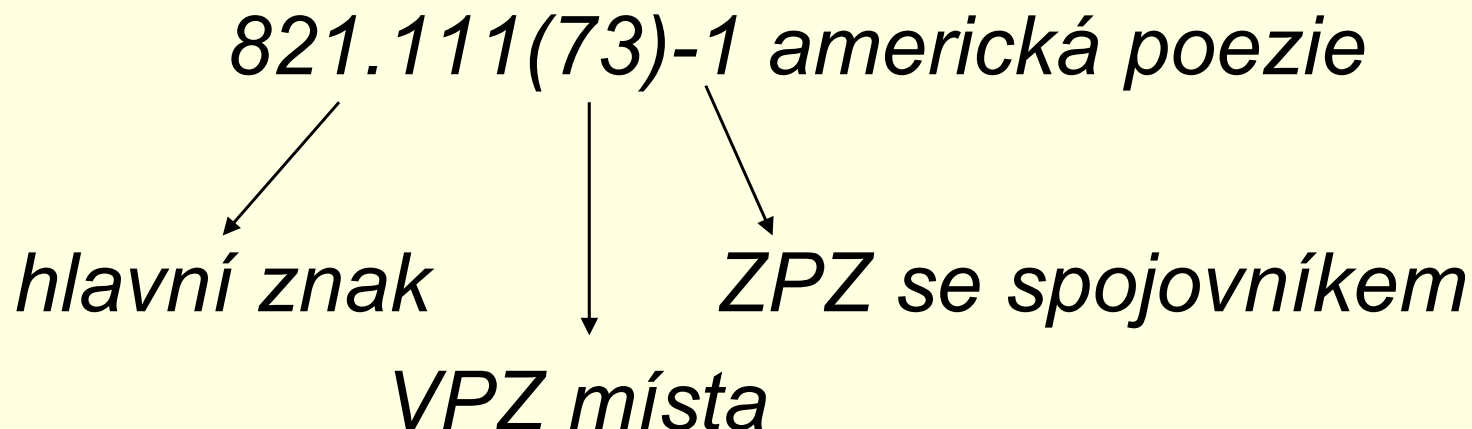 821.111(73)-1 americká poezie
hlavní znak
ZPZ se spojovníkem
VPZ místa